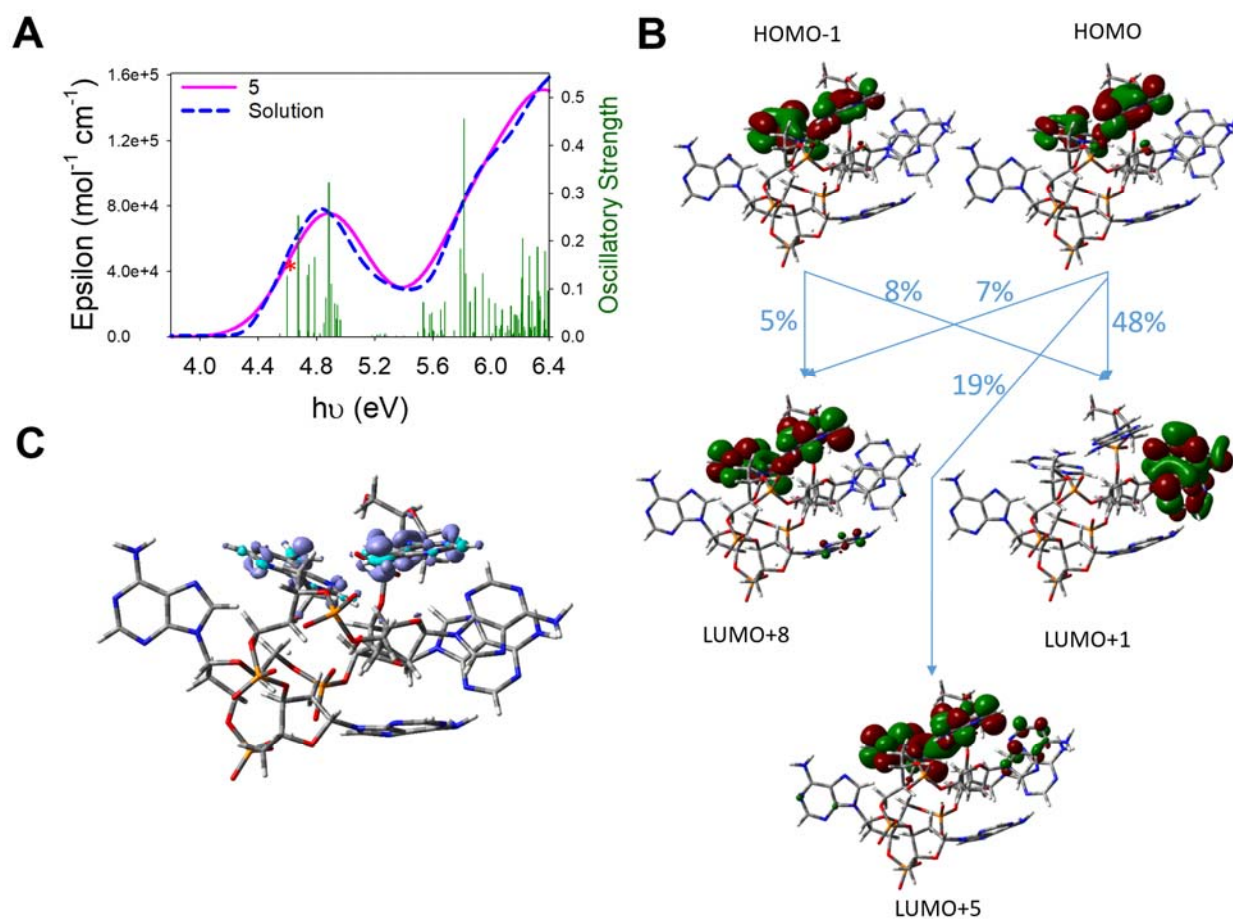 A
1.6e+5
1.2e+5
8.0e+4
4.0e+4
0.0
Epsilon (mol⁻¹ cm⁻¹)
5
Solution
*
0.5
0.4
0.3
0.2
0.1
0.0
Oscillatory Strength
4.0 4.4 4.8 5.2 5.6 6.0 6.4
hυ (eV)
B
HOMO-1
HOMO
5%
8%
7%
48%
19%
LUMO+8
LUMO+1
LUMO+5
C